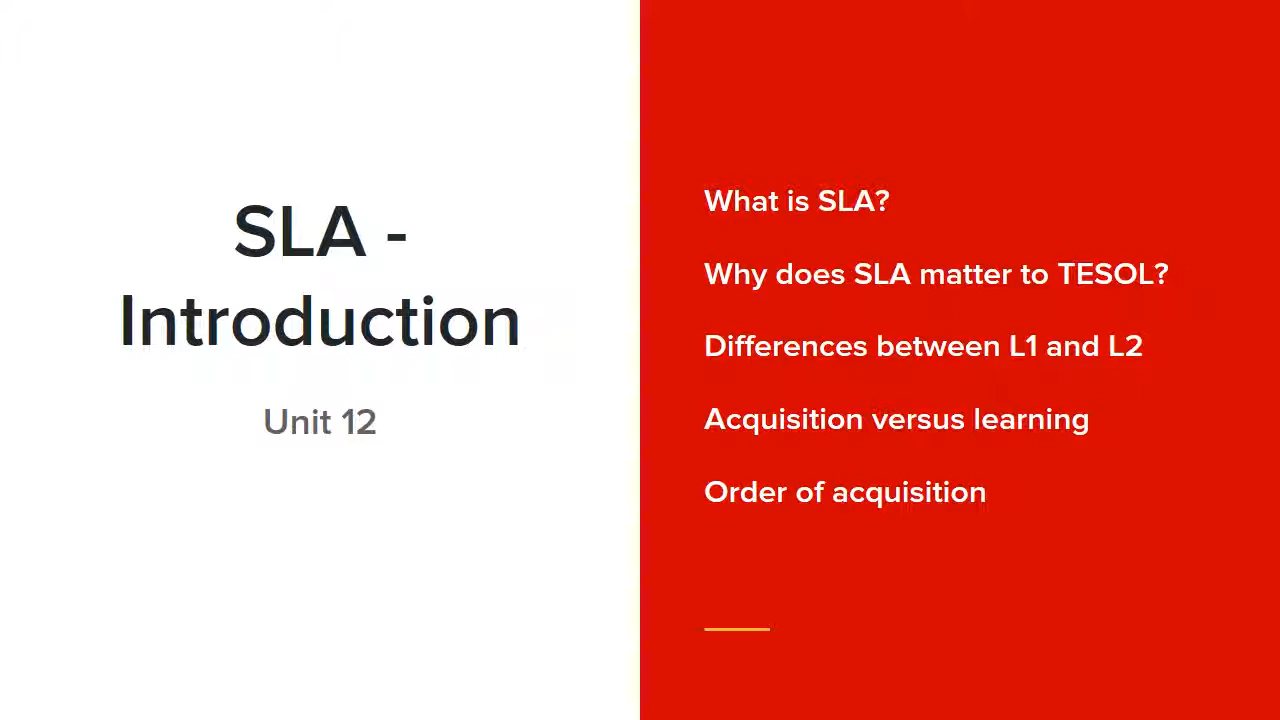 SLA -
Introduction
Unit 12
What is SLA?
Why does SLA matter to TESOL?
Differences between L1 and L2
Acquisition versus learning
Order of acquisition